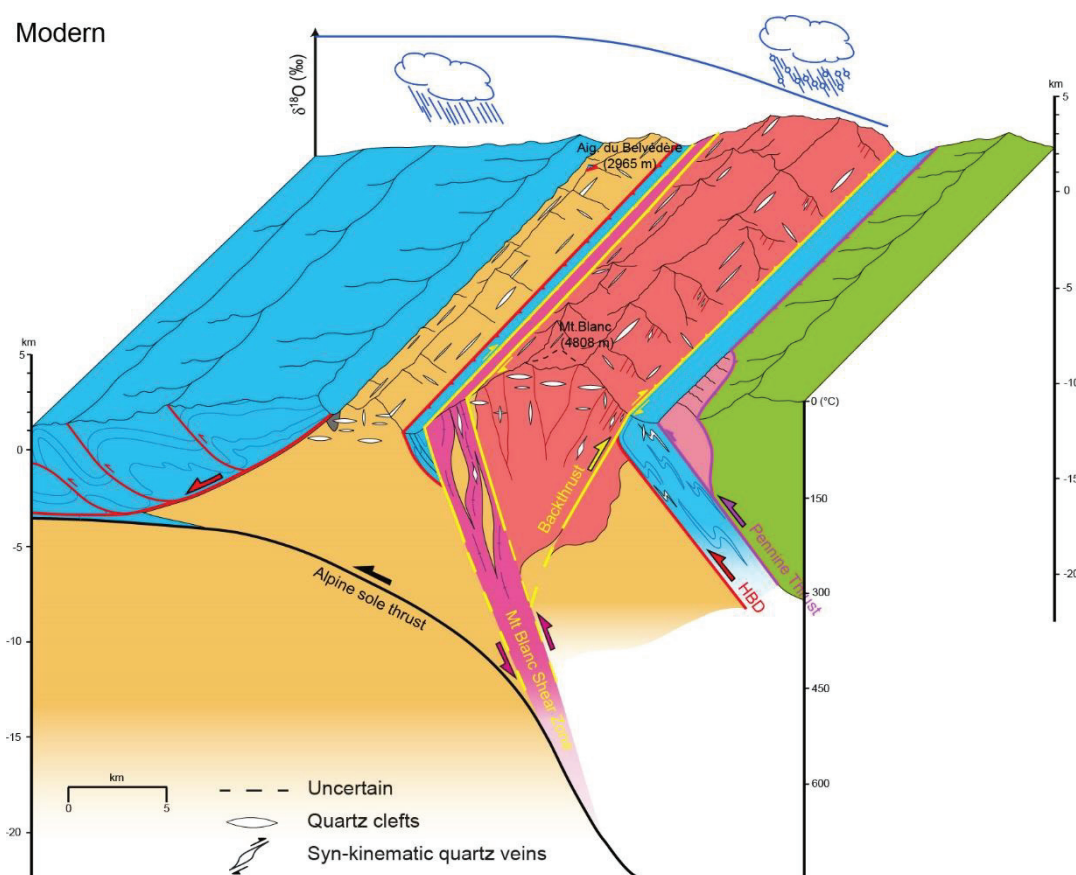 Modern
δ¹⁸O (‰)
km
5
0
-5
-10
-15
-20
Aig. du Belvédère
(2965 m)
Mt.Blanc
(4808 m)
km
5
0
-5
-10
-15
-20
0 (°C)
150
300
450
600
Backthrust
Pennine Thrust
HBD
Alpine sole thrust
Mt Blanc Shear Zone
km
0 5
Uncertain
Quartz clefts
Syn-kinematic quartz veins